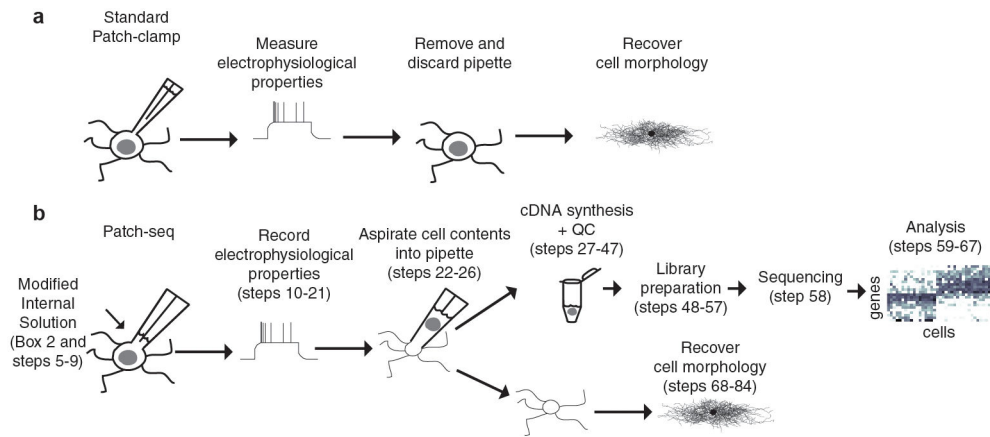 a
Standard
Patch-clamp
Measure
electrophysiological
properties
Remove and
discard pipette
Recover
cell morphology
b
Patch-seq
Modified
Internal
Solution
(Box 2 and
steps 5-9)
Record
electrophysiological
properties
(steps 10-21)
Aspirate cell contents
into pipette
(steps 22-26)
cDNA synthesis
+ QC
(steps 27-47)
Library
preparation
(steps 48-57)
Sequencing
(step 58)
Analysis
(steps 59-67)
genes
cells
Recover
cell morphology
(steps 68-84)